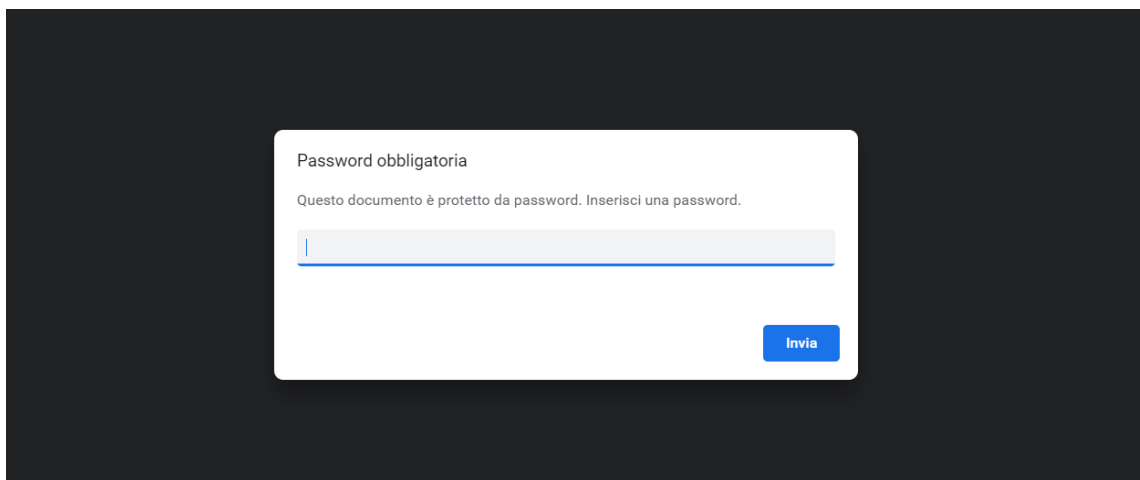 Password obbligatoria
Questo documento è protetto da password. Inserisci una password.
Invia